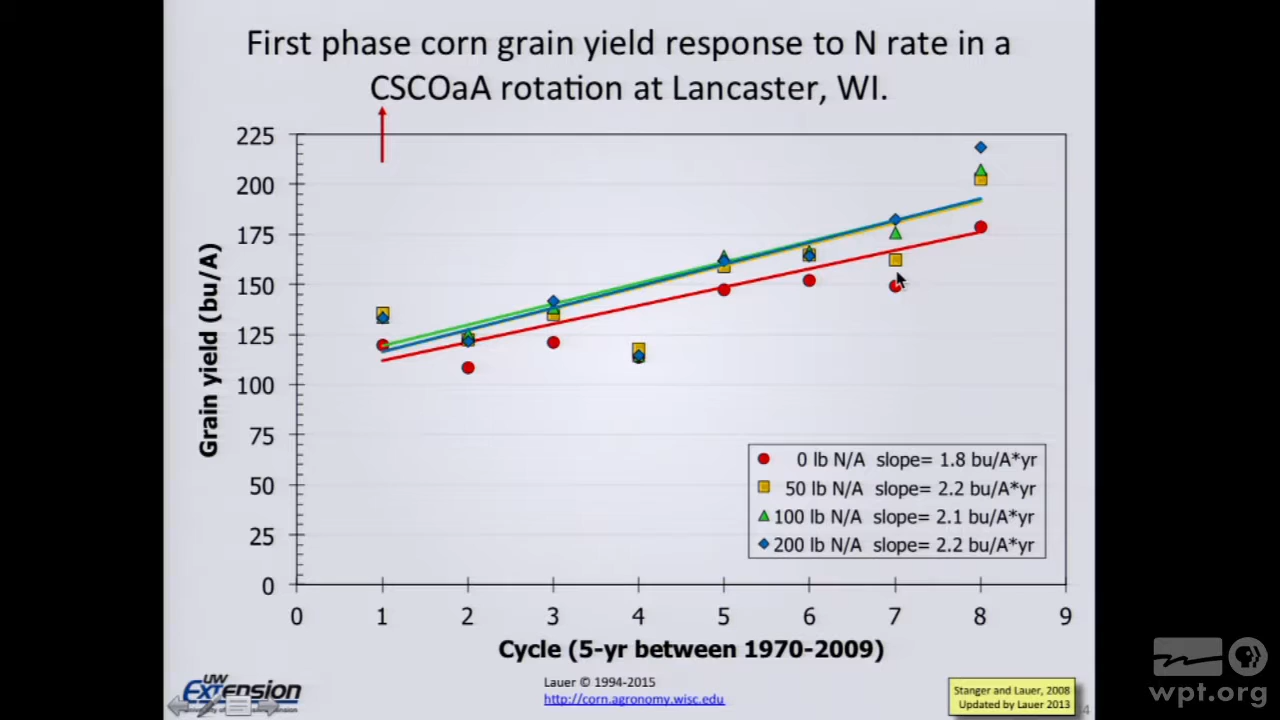 First phase corn grain yield response to N rate in a
CSCOaA rotation at Lancaster, WI.
225
200
175
150
125
100
75
50
25
0
Grain yield (bu/A)
0 lb N/A slope= 1.8 bu/A*yr
50 lb N/A slope= 2.2 bu/A*yr
100 lb N/A slope= 2.1 bu/A*yr
200 lb N/A slope= 2.2 bu/A*yr
0 1 2 3 4 5 6 7 8 9
Cycle (5-yr between 1970-2009)
UW
EXTension
Lauer © 1994-2015
http://corn.agronomy.wisc.edu
Stanger and Lauer, 2008
Updated by Lauer 2013
wpt.org